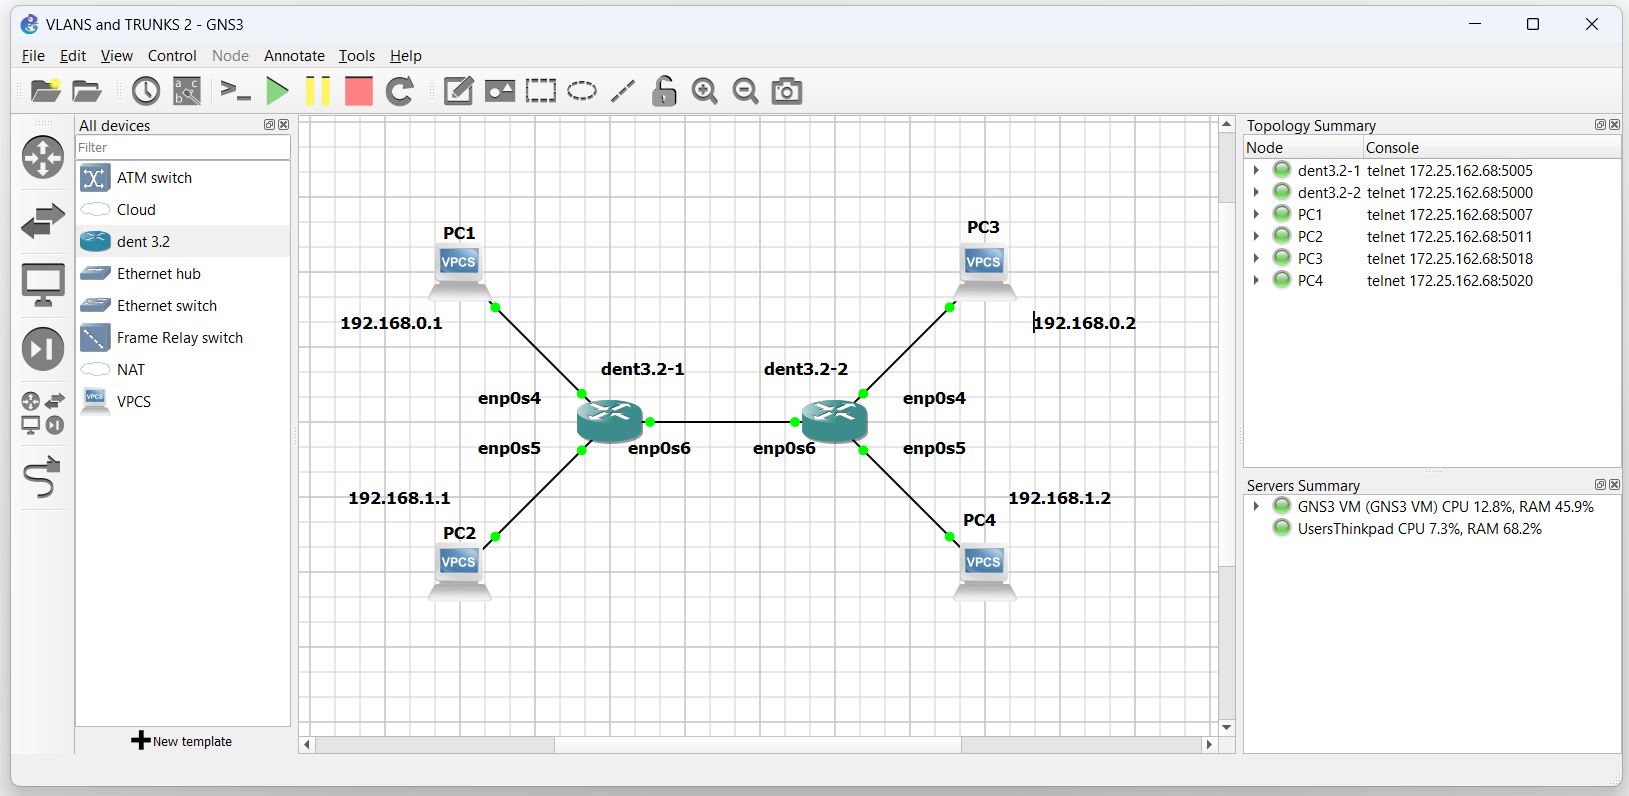 VLANS and TRUNKS 2 - GNS3
File Edit View Control Node Annotate Tools Help
All devices
Filter
ATM switch
Cloud
dent 3.2
Ethernet hub
Ethernet switch
Frame Relay switch
NAT
VPCS
New template
PC1
VPCS
192.168.0.1
PC3
VPCS
192.168.0.2
dent3.2-1
dent3.2-2
enp0s4
enp0s4
enp0s5
enp0s6
enp0s6
enp0s5
192.168.1.1
192.168.1.2
PC2
VPCS
PC4
VPCS
Topology Summary
Node Console
dent3.2-1 telnet 172.25.162.68:5005
dent3.2-2 telnet 172.25.162.68:5000
PC1 telnet 172.25.162.68:5007
PC2 telnet 172.25.162.68:5011
PC3 telnet 172.25.162.68:5018
PC4 telnet 172.25.162.68:5020
Servers Summary
GNS3 VM (GNS3 VM) CPU 12.8%, RAM 45.9%
UsersThinkpad CPU 7.3%, RAM 68.2%